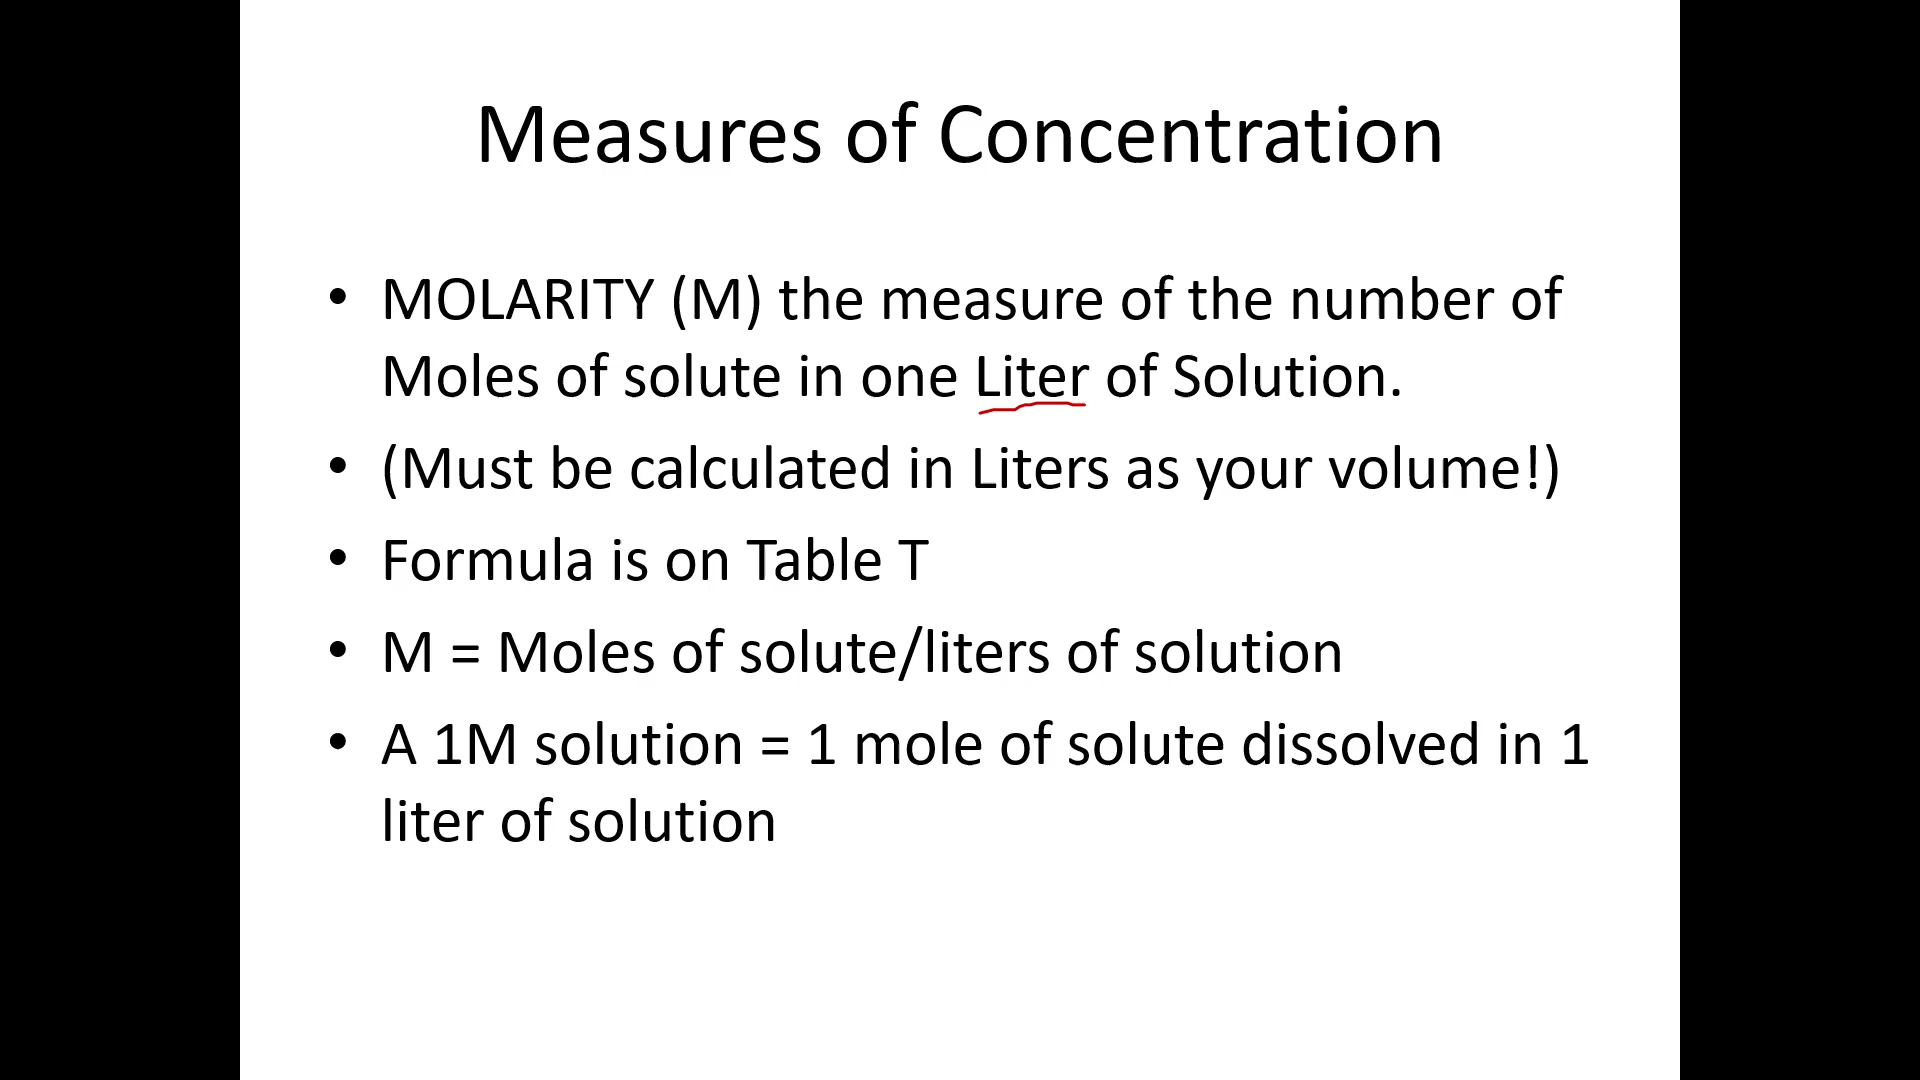 Measures of Concentration
• MOLARITY (M) the measure of the number of
Moles of solute in one Liter of Solution.
• (Must be calculated in Liters as your volume!)
• Formula is on Table T
• M = Moles of solute/liters of solution
• A 1M solution = 1 mole of solute dissolved in 1
liter of solution